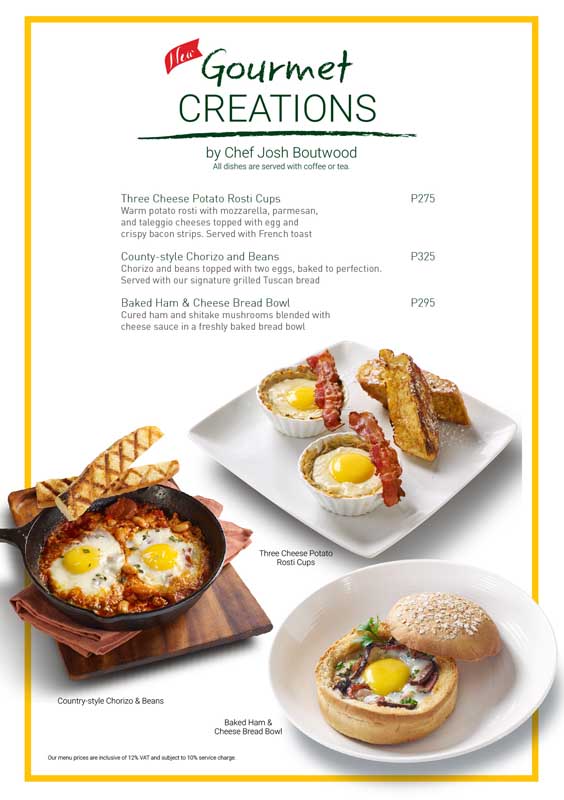 New
Gourmet
CREATIONS
by Chef Josh Boutwood
All dishes are served with coffee or tea.
Three Cheese Potato Rosti Cups P275
Warm potato rosti with mozzarella, parmesan,
and taleggio cheeses topped with egg and
crispy bacon strips. Served with French toast
County-style Chorizo and Beans P325
Chorizo and beans topped with two eggs, baked to perfection.
Served with our signature grilled Tuscan bread
Baked Ham & Cheese Bread Bowl P295
Cured ham and shitake mushrooms blended with
cheese sauce in a freshly baked bread bowl
Three Cheese Potato
Rosti Cups
Country-style Chorizo & Beans
Baked Ham &
Cheese Bread Bowl
Our menu prices are inclusive of 12% VAT and subject to 10% service charge.